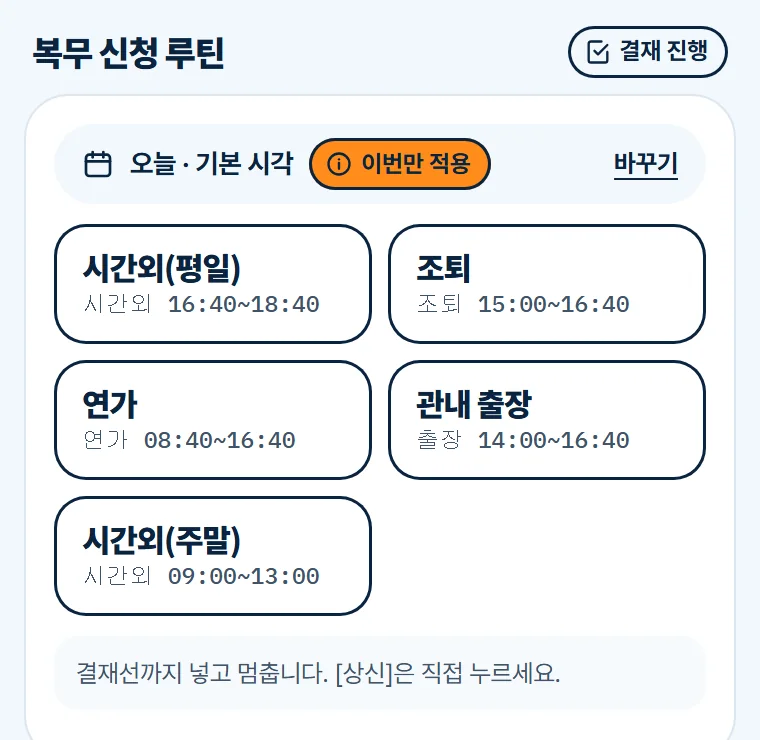 복무 신청 루틴
결재 진행
오늘 · 기본 시각
이번만 적용
바꾸기
시간외(평일)
시간외 16:40~18:40
조퇴
조퇴 15:00~16:40
연가
연가 08:40~16:40
관내 출장
출장 14:00~16:40
시간외(주말)
시간외 09:00~13:00
결재선까지 넣고 멈춥니다. [상신]은 직접 누르세요.